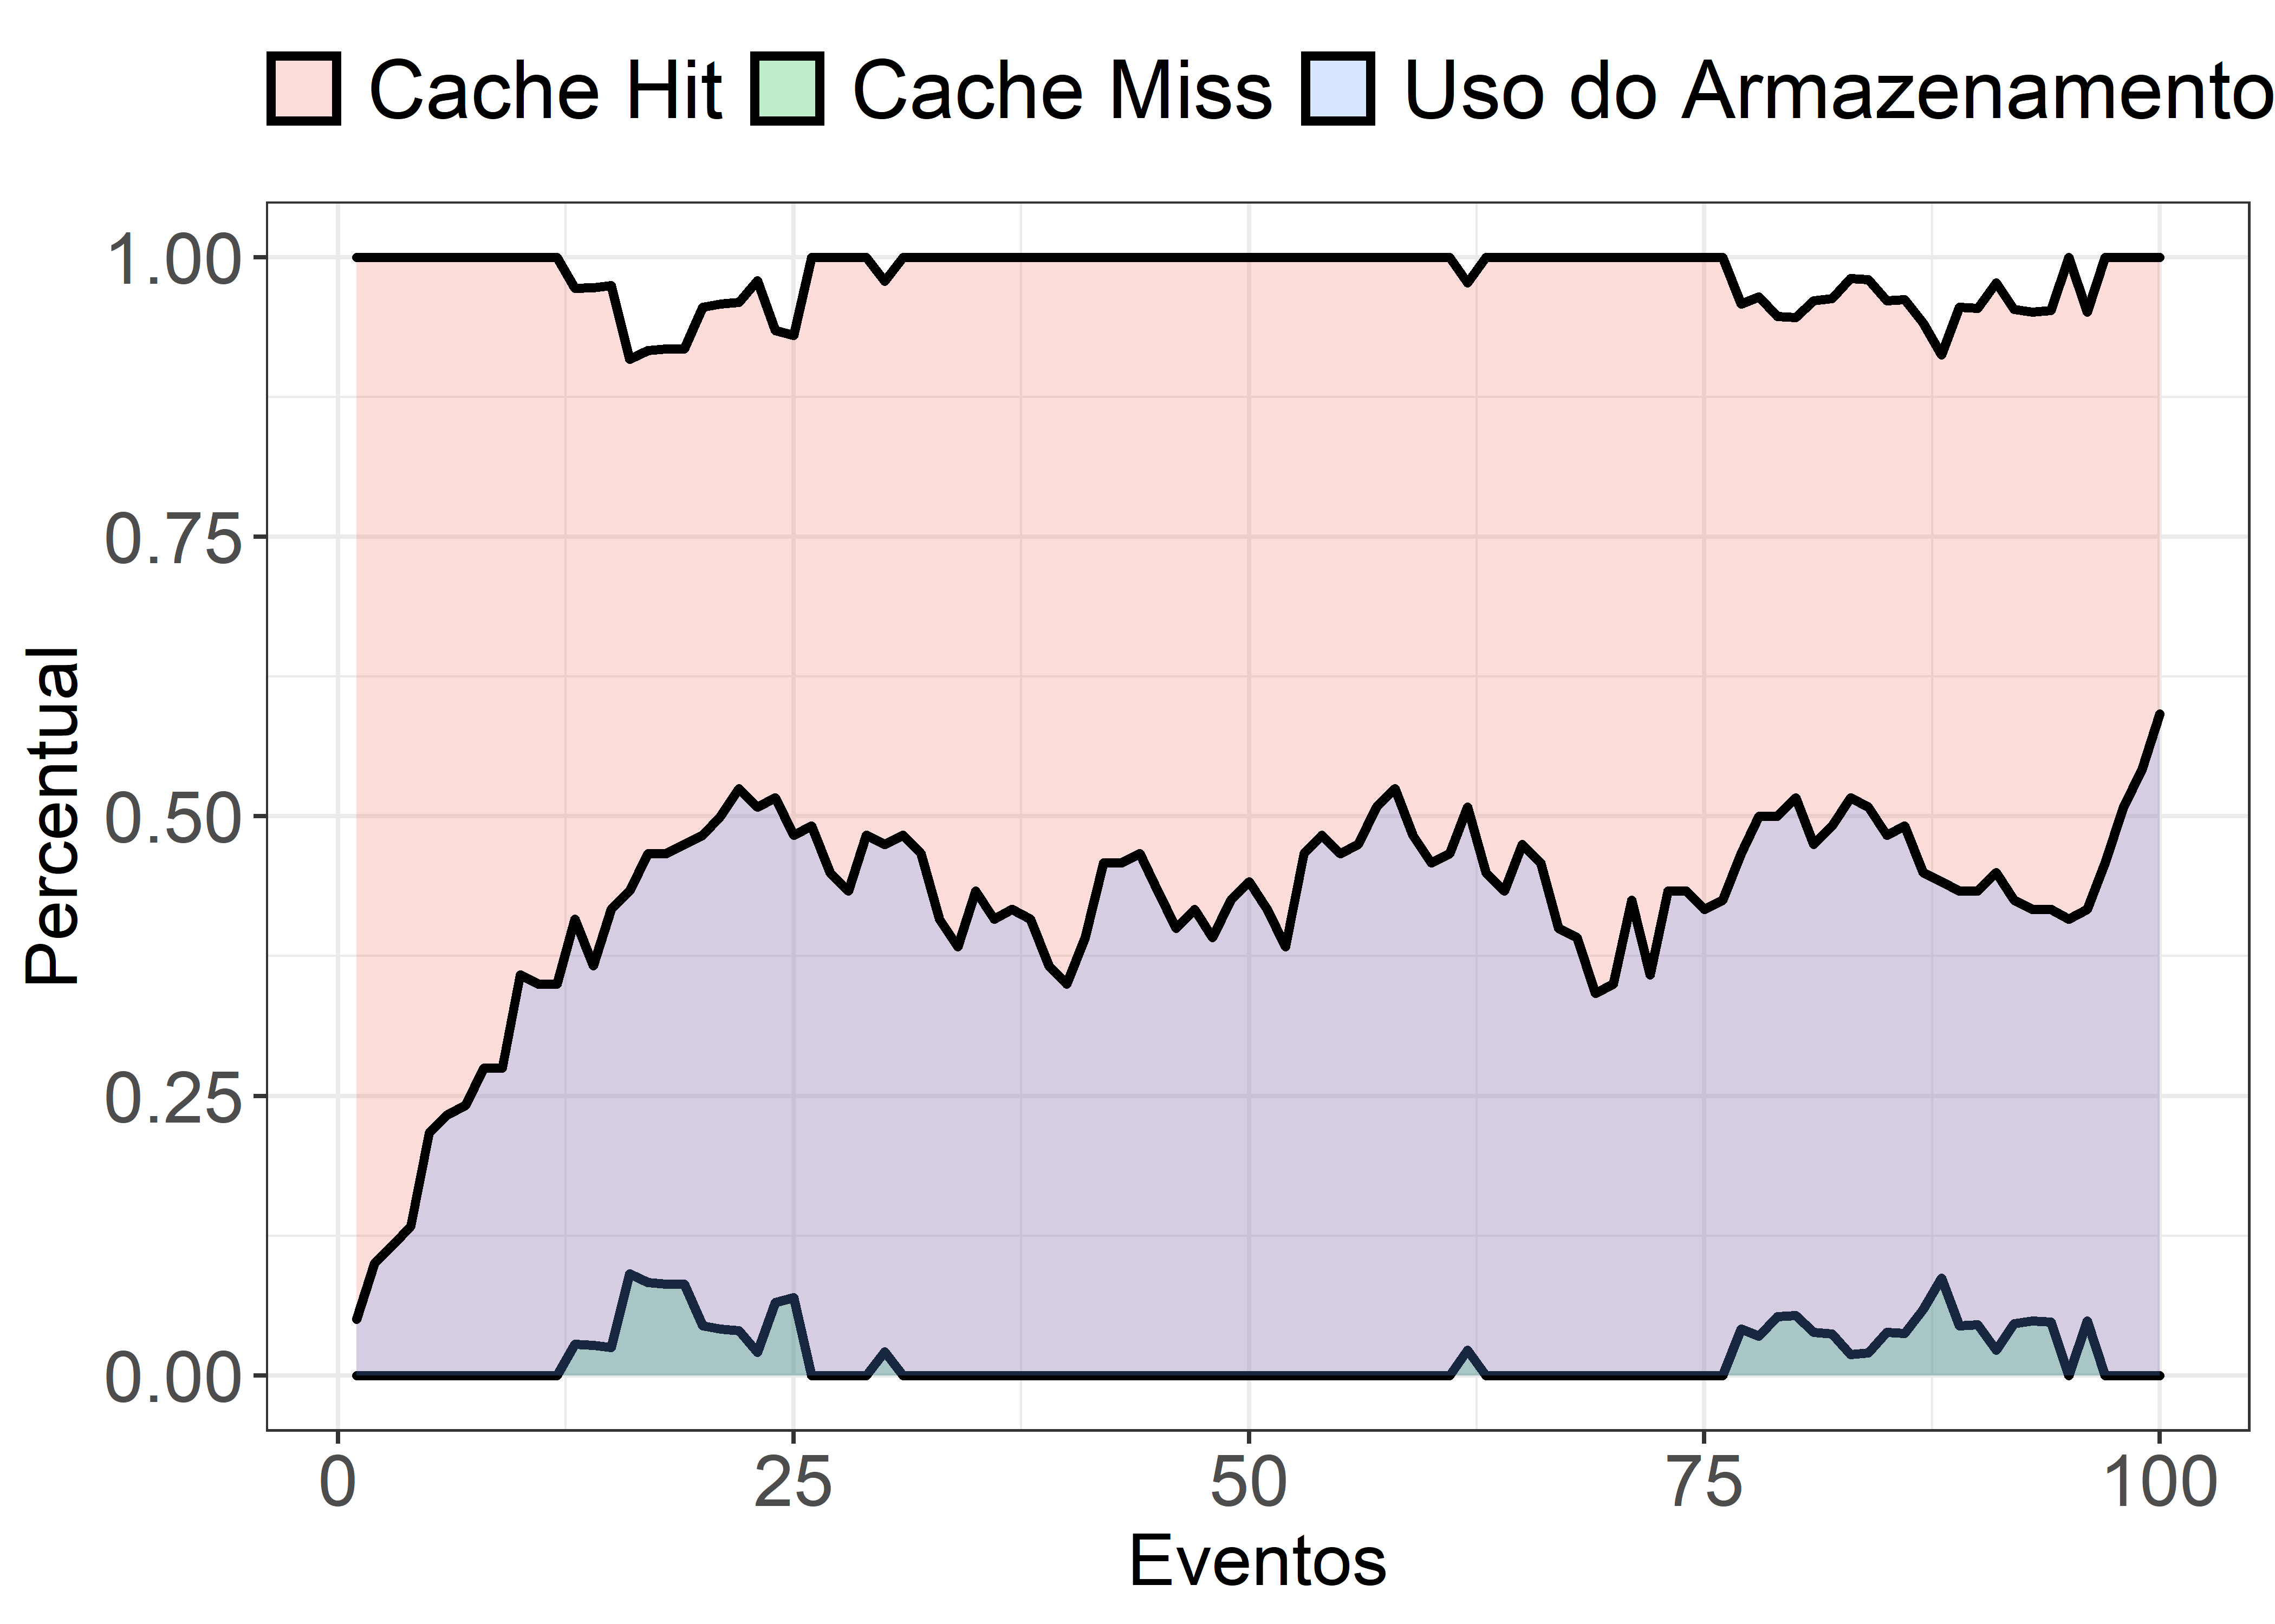 Cache Hit Cache Miss Uso do Armazenamento
1.00
0.75
0.50
0.25
0.00
Percentual
0 25 50 75 100
Eventos